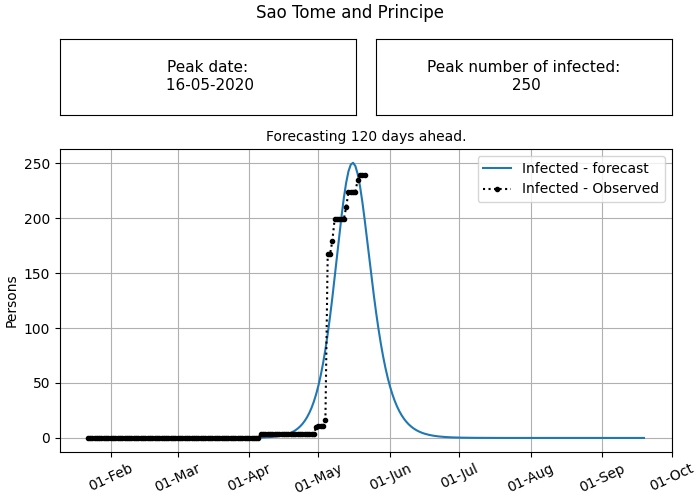 Sao Tome and Principe
Peak date:
16-05-2020
Peak number of infected:
250
Forecasting 120 days ahead.
Infected - forecast
Infected - Observed
Persons
250
200
150
100
50
0
01-Feb
01-Mar
01-Apr
01-May
01-Jun
01-Jul
01-Aug
01-Sep
01-Oct